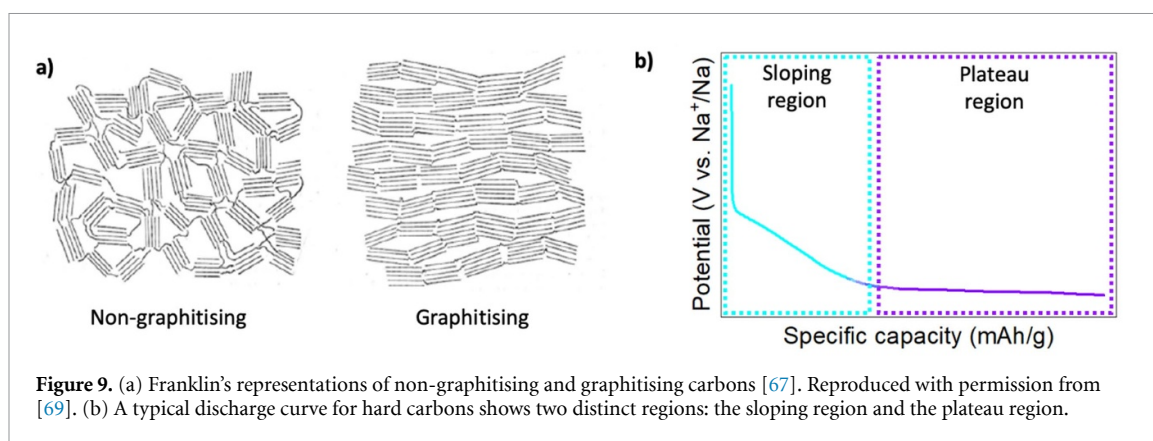 a)
Non-graphitising
Graphitising
b)
Sloping
region
Plateau
region
Potential (V vs. Na⁺/Na)
Specific capacity (mAh/g)
Figure 9. (a) Franklin's representations of non-graphitising and graphitising carbons [67]. Reproduced with permission from
[69]. (b) A typical discharge curve for hard carbons shows two distinct regions: the sloping region and the plateau region.